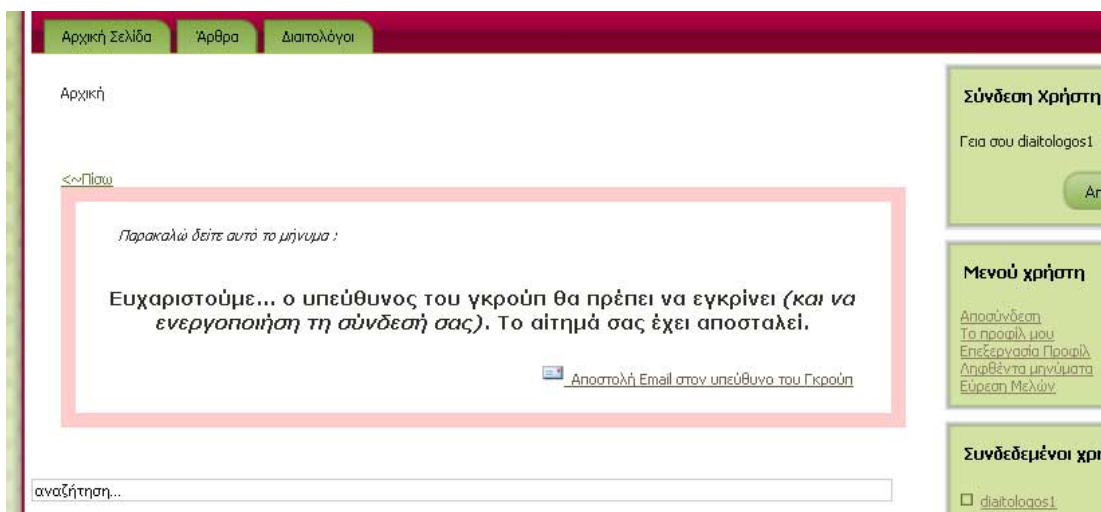 Αρχική Σελίδα
Άρθρα
Διαιτολόγοι
Αρχική
<~Πίσω
Παρακαλώ δείτε αυτό το μήνυμα :
Ευχαριστούμε... ο υπεύθυνος του γκρούπ θα πρέπει να εγκρίνει (και να
ενεργοποιήση τη σύνδεσή σας). Το αίτημά σας έχει αποσταλεί.
Αποστολή Email στον υπεύθυνο του Γκρούπ
αναζήτηση...
Σύνδεση Χρήστη
Γεια σου diaitologos1
Μενού χρήστη
Αποσύνδεση
Το προφίλ μου
Επεξεργασία Προφίλ
Ληφθέντα μηνύματα
Εύρεση Μελών
Συνδεδεμένοι
diaitologos1